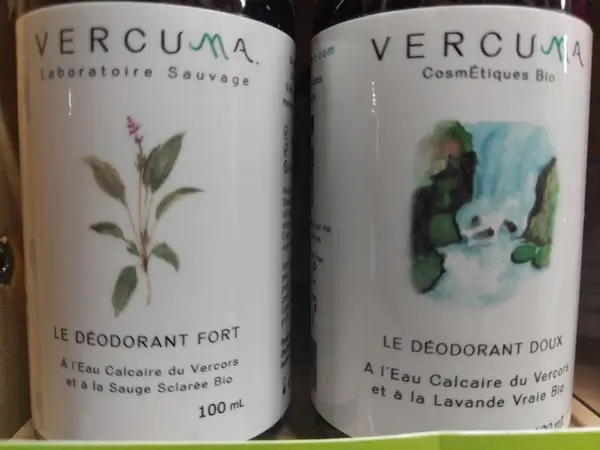 VERCUMA.
Laboratoire Sauvage
LE DÉODORANT FORT
À l'Eau Calcaire du Vercors
et à la Sauge Sclarée Bio
100 mL
VERCUMA
CosmÉtiques Bio
LE DÉODORANT DOUX
À l'Eau Calcaire du Vercors
et à la Lavande Vraie Bio